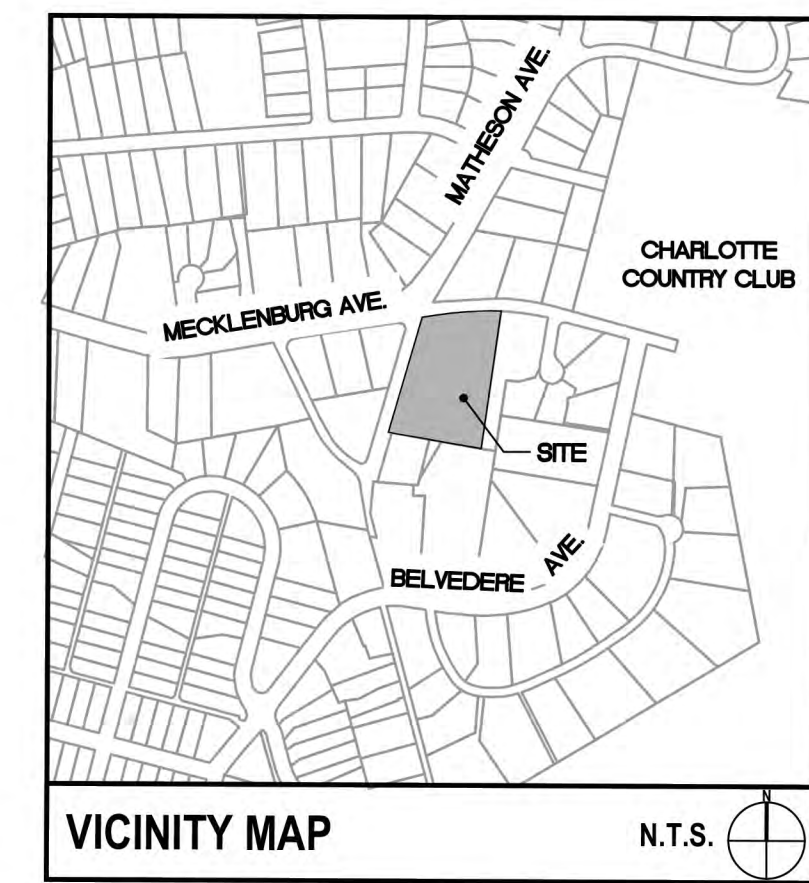 MATHESON AVE.
CHARLOTTE
COUNTRY CLUB
MECKLENBURG AVE.
SITE
BELVEDERE AVE.
VICINITY MAP
N.T.S.
N